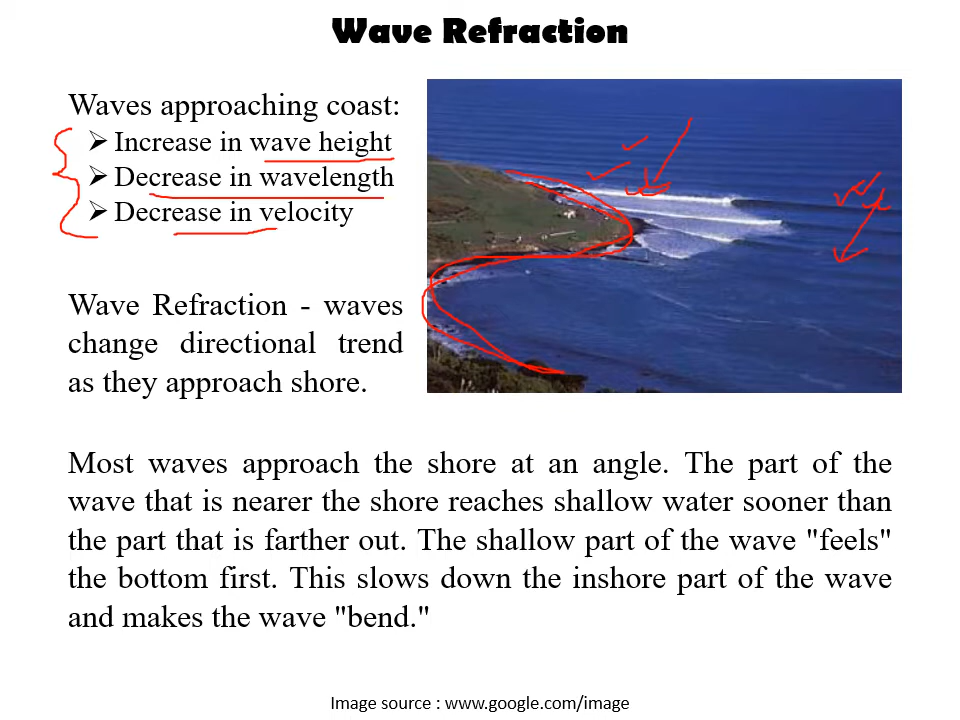 Wave Refraction
Waves approaching coast:
➢ Increase in wave height
➢ Decrease in wavelength
➢ Decrease in velocity
Wave Refraction - waves
change directional trend
as they approach shore.
Most waves approach the shore at an angle. The part of the
wave that is nearer the shore reaches shallow water sooner than
the part that is farther out. The shallow part of the wave "feels"
the bottom first. This slows down the inshore part of the wave
and makes the wave "bend."
Image source : www.google.com/image